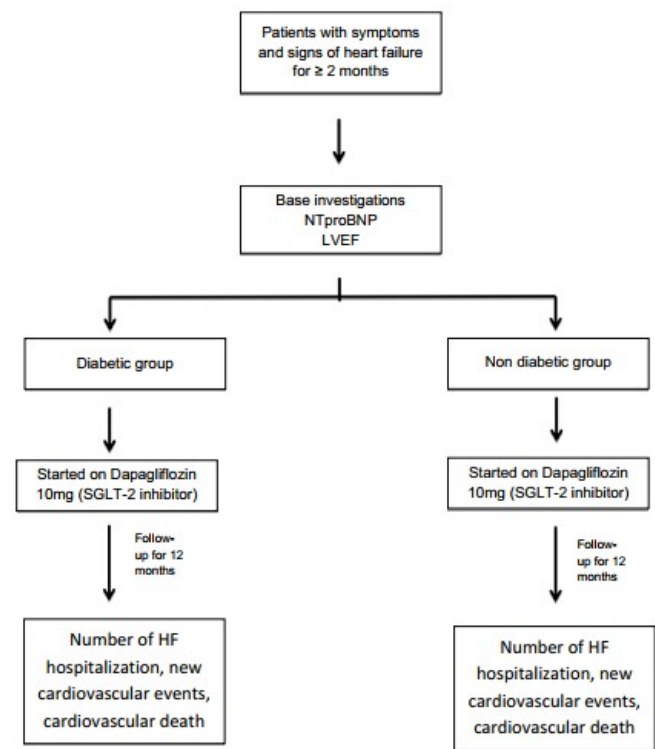 Patients with symptoms
and signs of heart failure
for ≥ 2 months
Base investigations
NTproBNP
LVEF
Diabetic group
Non diabetic group
Started on Dapagliflozin
10mg (SGLT-2 inhibitor)
Started on Dapagliflozin
10mg (SGLT-2 inhibitor)
Follow-
up for 12
months
Follow-
up for 12
months
Number of HF
hospitalization, new
cardiovascular events,
cardiovascular death
Number of HF
hospitalization, new
cardiovascular events,
cardiovascular death